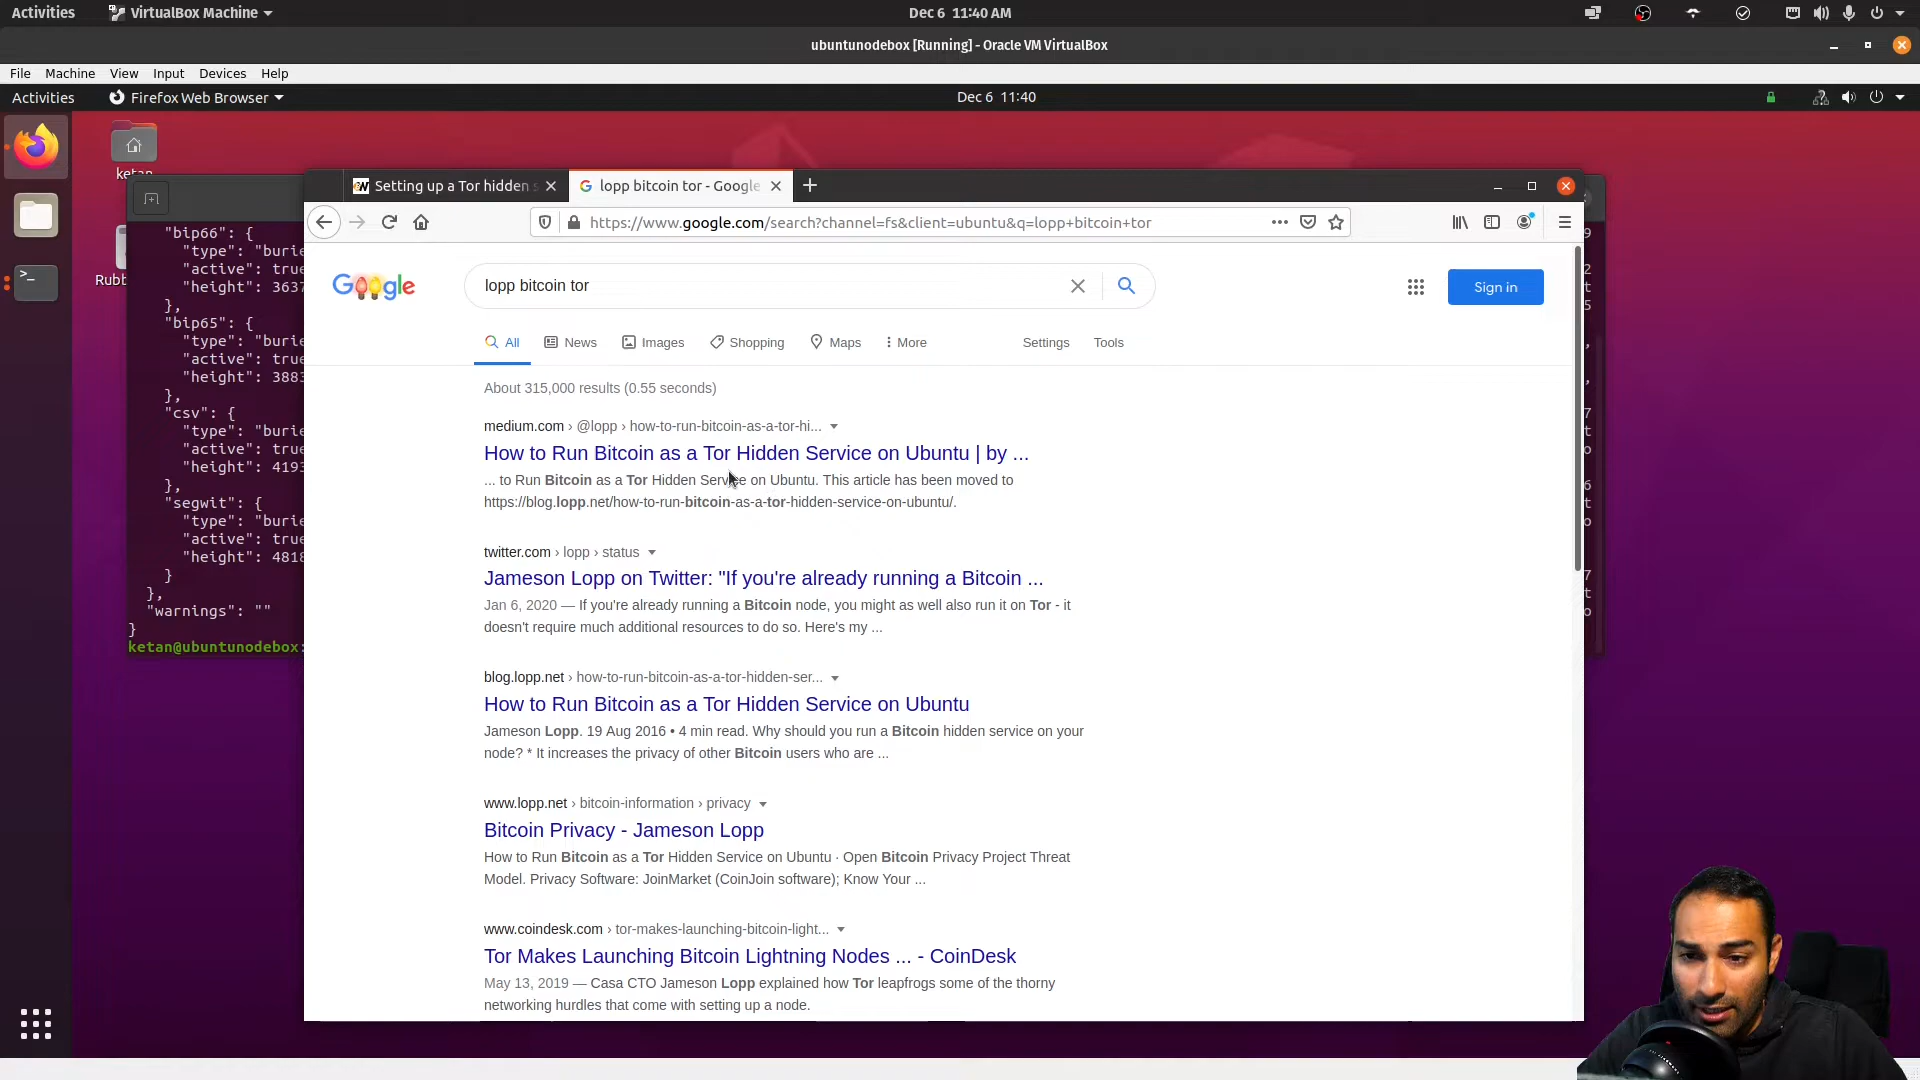 Activities
VirtualBox Machine
Dec 6 11:40 AM
ubuntunodebox [Running] - Oracle VM VirtualBox
File Machine View Input Devices Help
Activities
Firefox Web Browser
Dec 6 11:40
Setting up a Tor hidden
lopp bitcoin tor - Google
https://www.google.com/search?channel=fs&client=ubuntu&q=lopp+bitcoin+tor
"bip66": {
"type": "burie
"active": true
"height": 3637
},
"bip65": {
"type": "burie
"active": true
"height": 3883
},
"csv": {
"type": "burie
"active": true
"height": 4193
},
"segwit": {
"type": "burie
"active": true
"height": 4818
}
},
"warnings": ""
}
ketan@ubuntunodebox:
Google
lopp bitcoin tor
Sign in
All News Images Shopping Maps More Settings Tools
About 315,000 results (0.55 seconds)
medium.com › @lopp › how-to-run-bitcoin-as-a-tor-hi...
How to Run Bitcoin as a Tor Hidden Service on Ubuntu | by ...
... to Run Bitcoin as a Tor Hidden Service on Ubuntu. This article has been moved to
https://blog.lopp.net/how-to-run-bitcoin-as-a-tor-hidden-service-on-ubuntu/.
twitter.com › lopp › status
Jameson Lopp on Twitter: "If you're already running a Bitcoin ...
Jan 6, 2020 — If you're already running a Bitcoin node, you might as well also run it on Tor - it
doesn't require much additional resources to do so. Here's my ...
blog.lopp.net › how-to-run-bitcoin-as-a-tor-hidden-ser...
How to Run Bitcoin as a Tor Hidden Service on Ubuntu
Jameson Lopp. 19 Aug 2016 • 4 min read. Why should you run a Bitcoin hidden service on your
node? * It increases the privacy of other Bitcoin users who are ...
www.lopp.net › bitcoin-information › privacy
Bitcoin Privacy - Jameson Lopp
How to Run Bitcoin as a Tor Hidden Service on Ubuntu · Open Bitcoin Privacy Project Threat
Model. Privacy Software: JoinMarket (CoinJoin software); Know Your ...
www.coindesk.com › tor-makes-launching-bitcoin-light...
Tor Makes Launching Bitcoin Lightning Nodes ... - CoinDesk
May 13, 2019 — Casa CTO Jameson Lopp explained how Tor leapfrogs some of the thorny
networking hurdles that come with setting up a node.